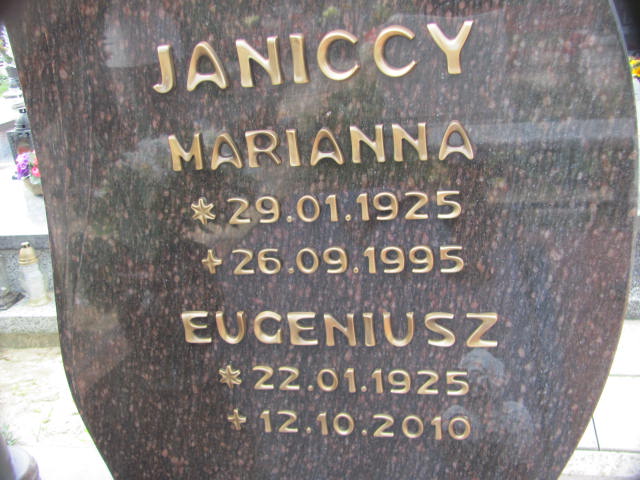 JANICCY
MARIANNA
* 29.01.1925
+ 26.09.1995
EUGENIUSZ
* 22.01.1925
+ 12.10.2010